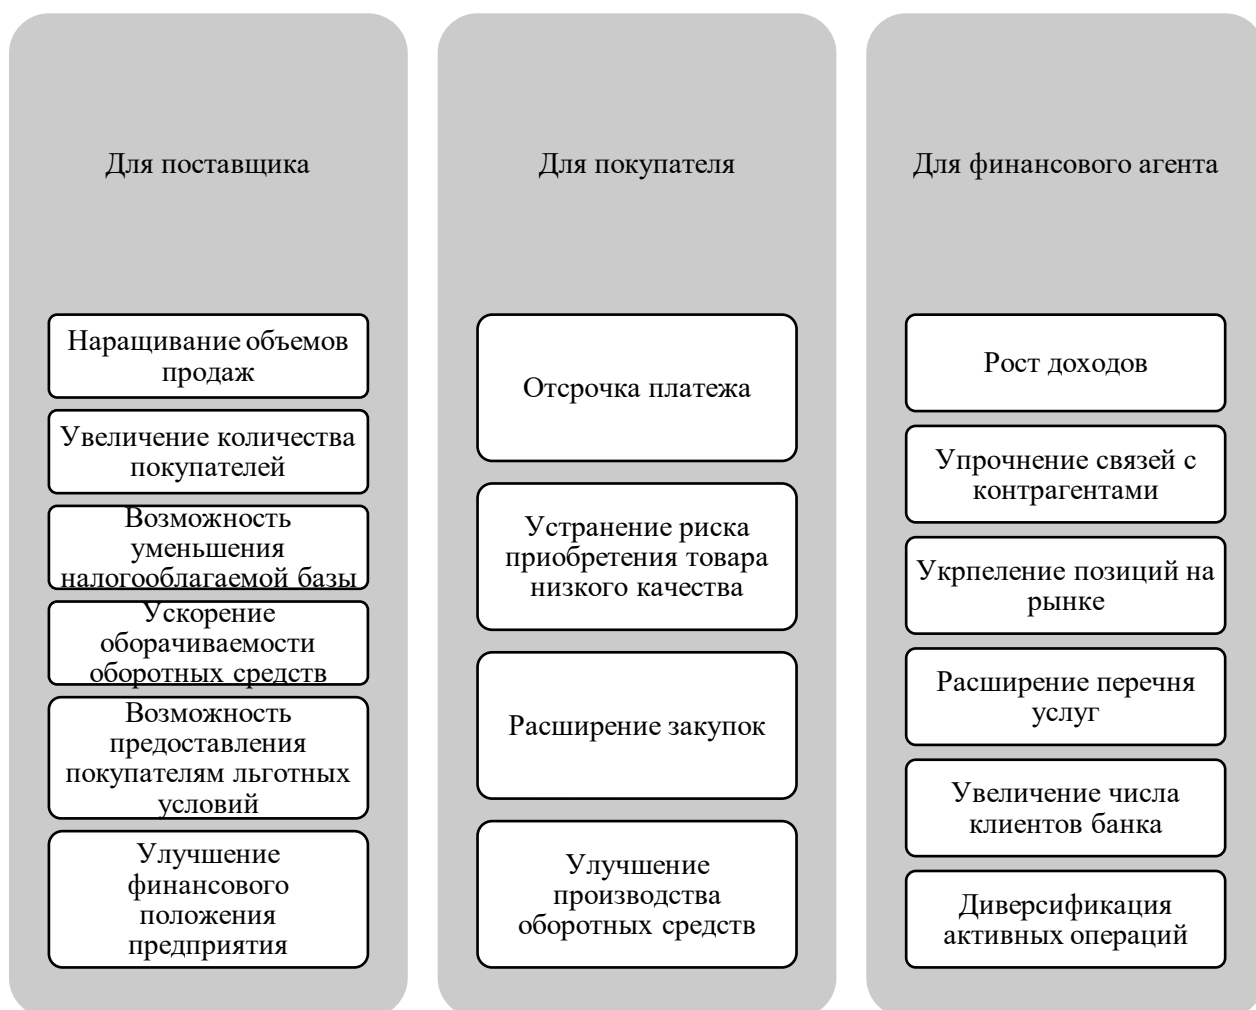 Для поставщика
Наращивание объемов
продаж
Увеличение количества
покупателей
Возможность
уменьшения
налогооблагаемой базы
Ускорение
оборачиваемости
оборотных средств
Возможность
предоставления
покупателям льготных
условий
Улучшение
финансового
положения
предприятия
Для покупателя
Отсрочка платежа
Устранение риска
приобретения товара
низкого качества
Расширение закупок
Улучшение
производства
оборотных средств
Для финансового агента
Рост доходов
Упрочнение связей с
контрагентами
Укрпеление позиций на
рынке
Расширение перечня
услуг
Увеличение числа
клиентов банка
Диверсификация
активных операций